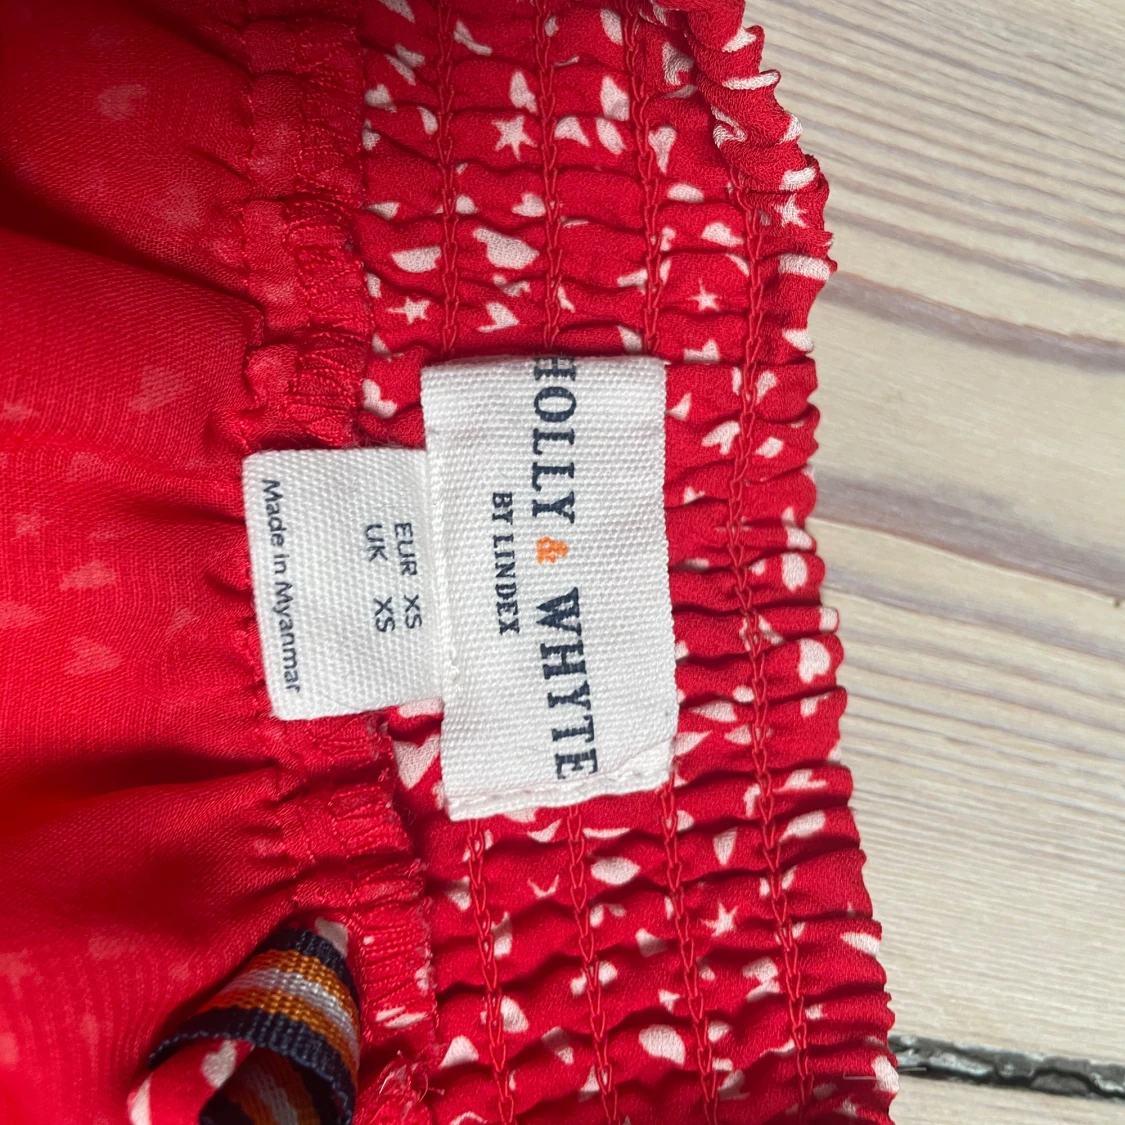 HOLLY & WHYTE
BY LINDEX
EUR XS
UK XS
Made in Myanmar